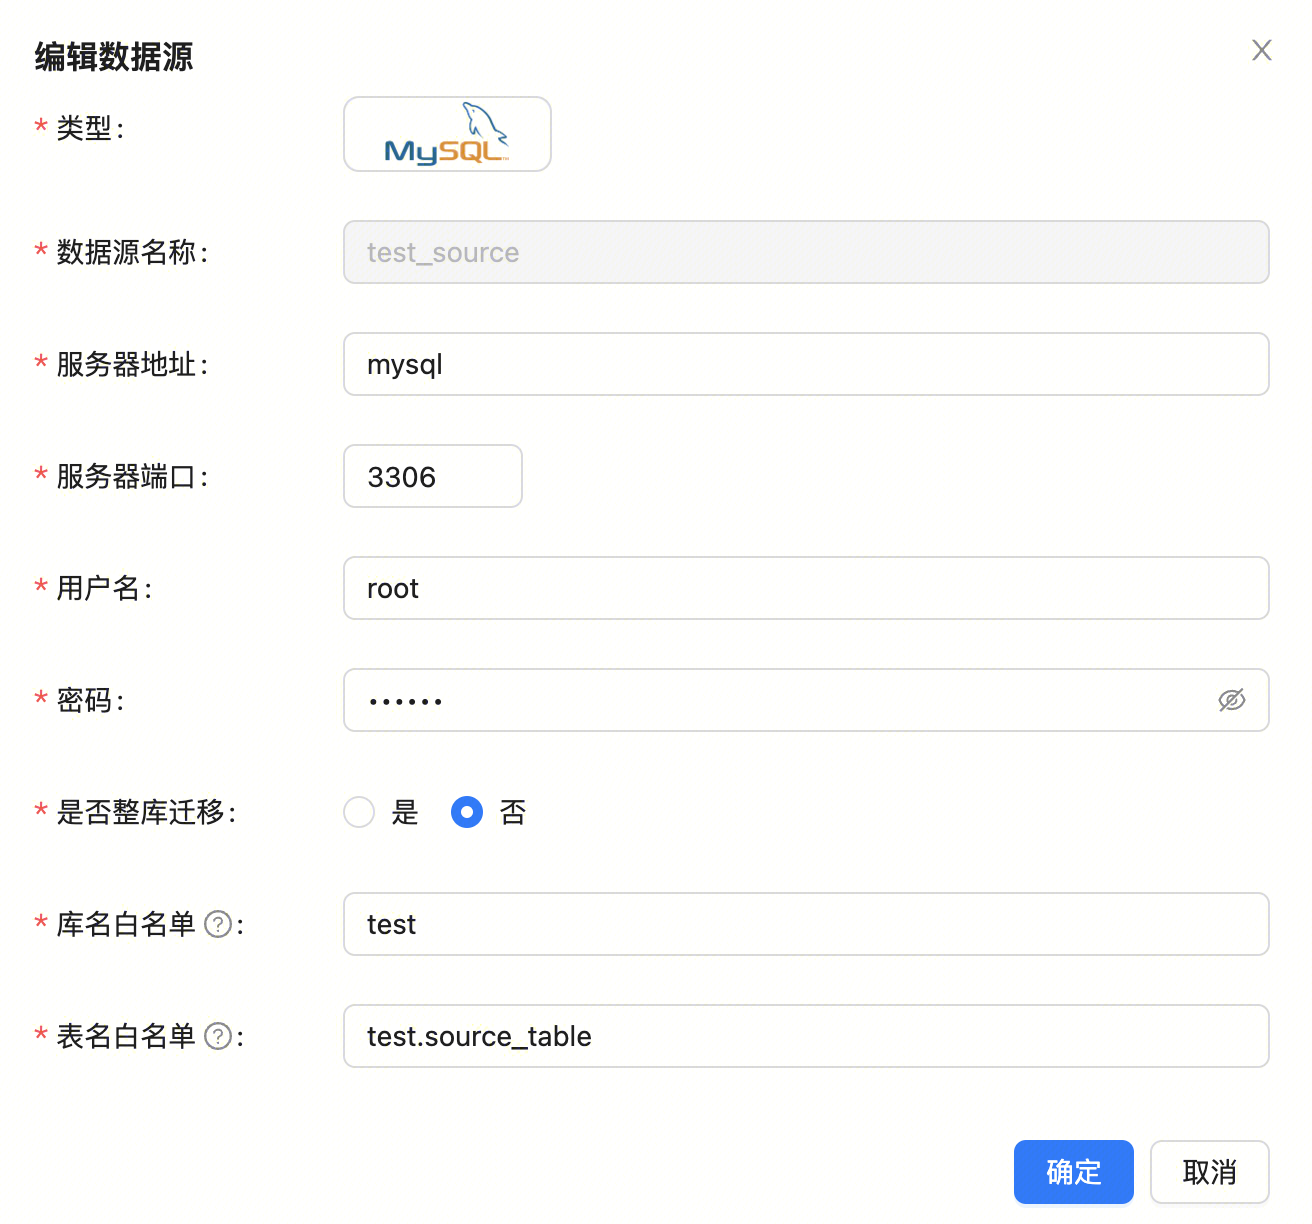 编辑数据源
* 类型:
MySQL™
* 数据源名称:
test_source
* 服务器地址:
mysql
* 服务器端口:
3306
* 用户名:
root
* 密码:
••••••
* 是否整库迁移:
是 否
* 库名白名单 ? :
test
* 表名白名单 ? :
test.source_table
确定 取消